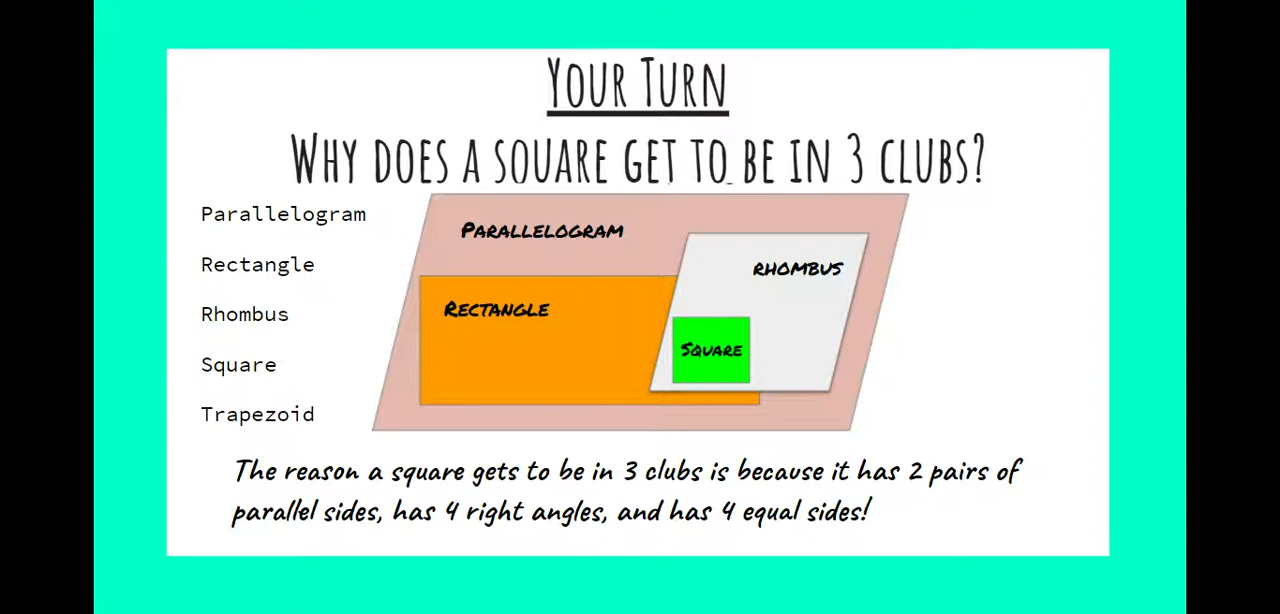 Your Turn
Why does a square get to be in 3 clubs?
Parallelogram
Rectangle
Rhombus
Square
Trapezoid
Parallelogram
Rhombus
Rectangle
Square
The reason a square gets to be in 3 clubs is because it has 2 pairs of
parallel sides, has 4 right angles, and has 4 equal sides!